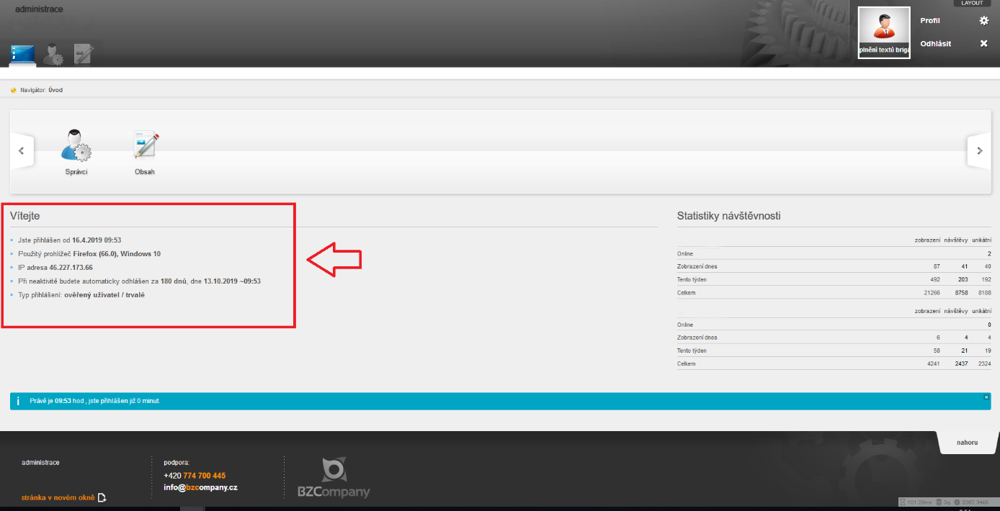 administrace
LAYOUT
Profil
Odhlásit
plnění textů brigá
Navigátor: Úvod
Správci
Obsah
Vítejte
Jste přihlášen od 16.4.2019 09:53
Použitý prohlížeč Firefox (66.0), Windows 10
IP adresa 46.227.173.66
Při neaktivitě budete automaticky odhlášen za 180 dnů, dne 13.10.2019 ~09:53
Typ přihlášení: ověřený uživatel / trvalé
Statistiky návštěvnosti
zobrazení návštěvy unikátní
Online 2
Zobrazení dnes 87 41 40
Tento týden 492 203 192
Celkem 21266 8758 8188
zobrazení návštěvy unikátní
Online 0
Zobrazení dnes 6 4 4
Tento týden 58 21 19
Celkem 4241 2437 2324
Právě je 09:53 hod , jste přihlášen již 0 minut.
nahoru
administrace
stránka v novém okně
podpora:
+420 774 700 445
info@bzcompany.cz
BZCompany
101.28ms 3q 2087.34kB